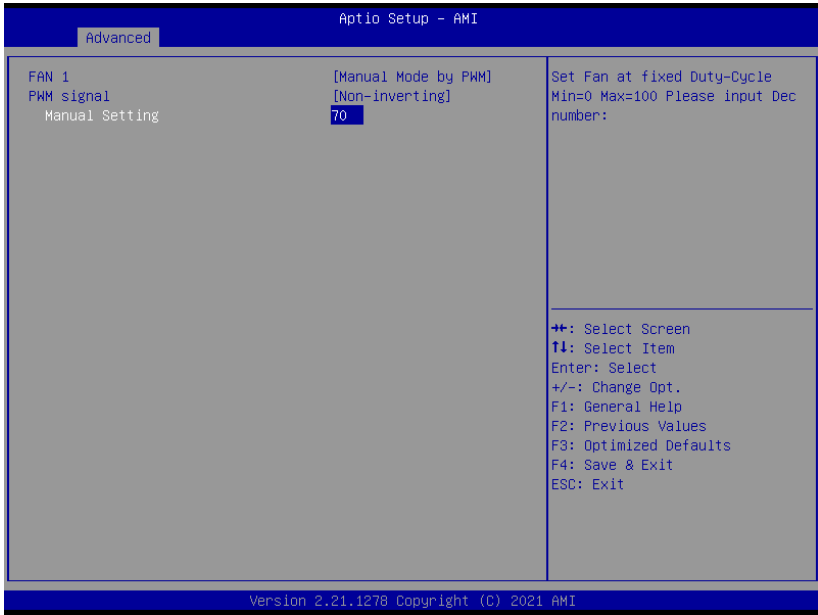 Aptio Setup – AMI
Advanced
FAN 1 [Manual Mode by PWM]
PWM signal [Non-inverting]
Manual Setting 70
Set Fan at fixed Duty-Cycle
Min=0 Max=100 Please input Dec
number:
→←: Select Screen
↑↓: Select Item
Enter: Select
+/-: Change Opt.
F1: General Help
F2: Previous Values
F3: Optimized Defaults
F4: Save & Exit
ESC: Exit
Version 2.21.1278 Copyright (C) 2021 AMI